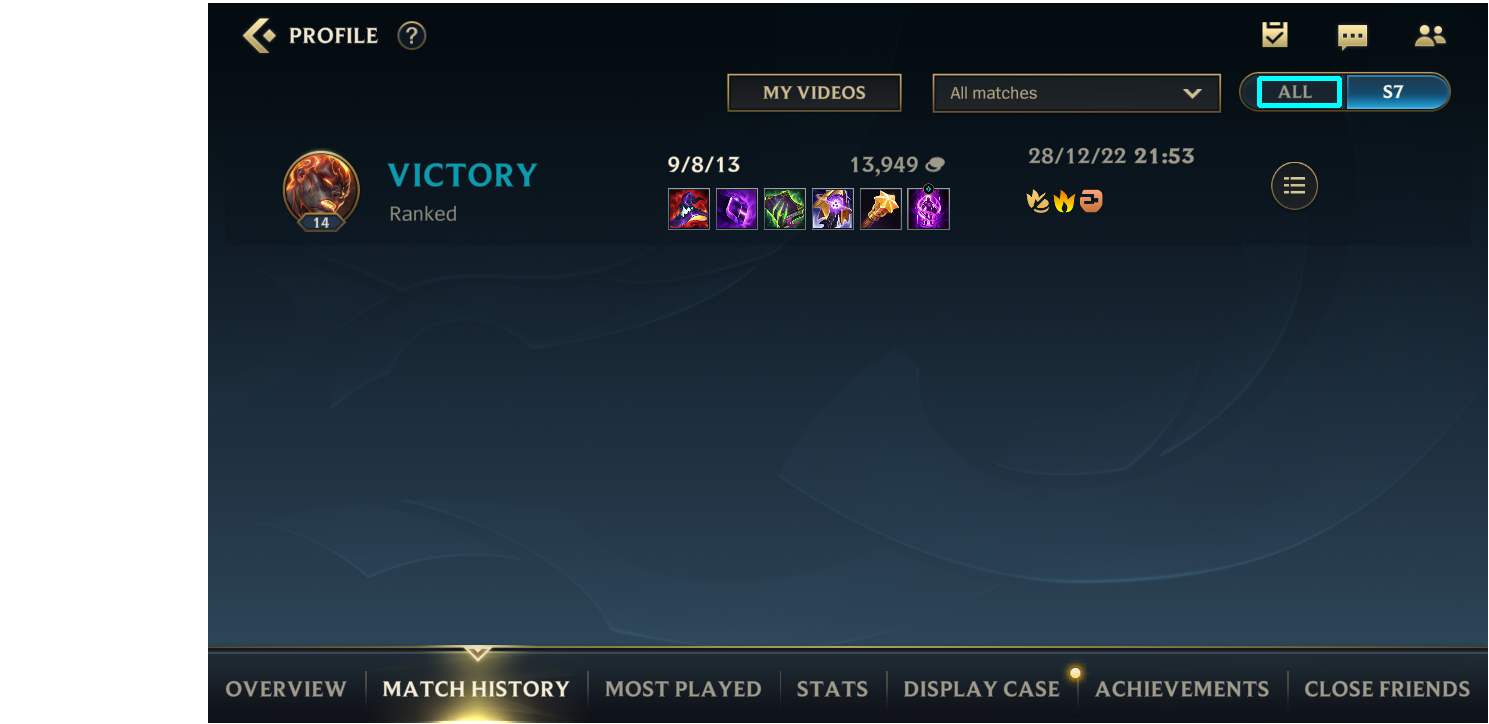 PROFILE ?
MY VIDEOS All matches ALL S7
VICTORY 9/8/13 13,949 28/12/22 21:53
14 Ranked
OVERVIEW MATCH HISTORY MOST PLAYED STATS DISPLAY CASE ACHIEVEMENTS CLOSE FRIENDS